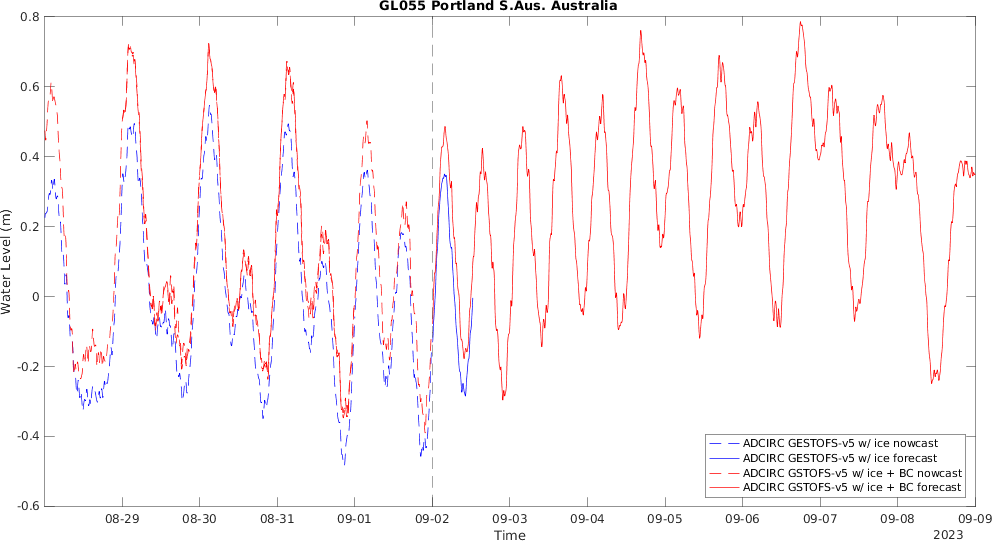 GL055 Portland S.Aus. Australia
0.8
0.6
0.4
0.2
0
-0.2
-0.4
-0.6
Water Level (m)
ADCIRC GESTOFS-v5 w/ ice nowcast
ADCIRC GESTOFS-v5 w/ ice forecast
ADCIRC GSTOFS-v5 w/ ice + BC nowcast
ADCIRC GSTOFS-v5 w/ ice + BC forecast
08-29 08-30 08-31 09-01 09-02 09-03 09-04 09-05 09-06 09-07 09-08 09-09
Time
2023